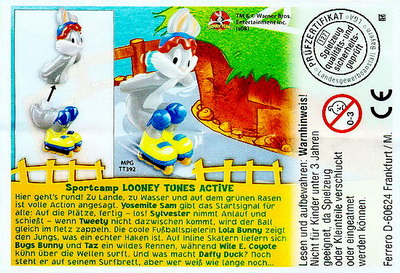 TM & © Warner Bros.
Entertainment Inc.
(s08)
MPG
TT392
Sportcamp LOONEY TUNES ACTIVE
Hier geht's rund! Zu Lande, zu Wasser und auf dem grünen Rasen
ist volle Action angesagt. Yosemite Sam gibt das Startsignal für
alle: Auf die Plätze, fertig - los! Sylvester nimmt Anlauf und
schießt - wenn Tweety nicht dazwischen kommt, wird der Ball
gleich im Netz zappeln. Die coole Fußballspielerin Lola Bunny zeigt
den Jungs, was ein echter Haken ist. Auf Inline Skatern liefern sich
Bugs Bunny und Taz ein wildes Rennen, während Wile E. Coyote
kühn über die Wellen surft. Und was macht Daffy Duck? Noch
steht er auf seinem Surfbrett, aber wer weiß wie lange noch...
PRÜFZERTIFIKAT · LGA ·
Spielzeug
qualitäts- und
sicherheits-
geprüft
Landesgewerbeanstalt Bayern
0-3
CE
Lesen und aufbewahren: Warnhinweis!
Nicht für Kinder unter 3 Jahren
geeignet, da Spielzeug
oder Kleinteile verschluckt
oder eingeatmet
werden können.
Ferrero D-60624 Frankfurt / M.